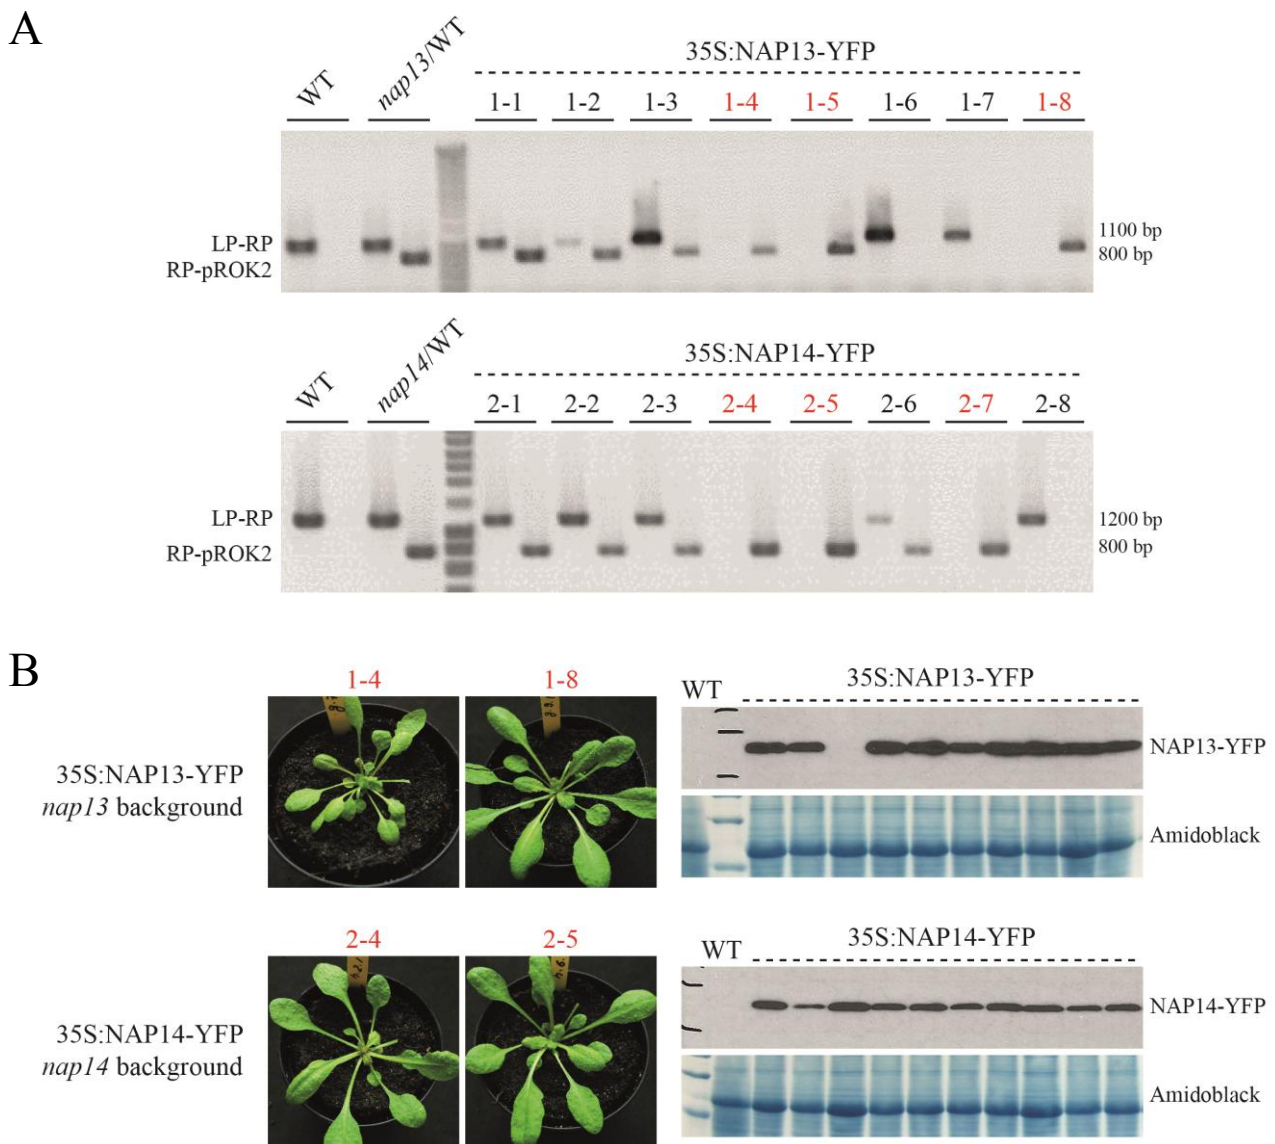 A
35S:NAP13-YFP
WT nap13/WT 1-1 1-2 1-3 1-4 1-5 1-6 1-7 1-8
LP-RP 1100 bp
RP-pROK2 800 bp
35S:NAP14-YFP
WT nap14/WT 2-1 2-2 2-3 2-4 2-5 2-6 2-7 2-8
LP-RP 1200 bp
RP-pROK2 800 bp
B
1-4 1-8
35S:NAP13-YFP
nap13 background
WT 35S:NAP13-YFP
NAP13-YFP
Amidoblack
2-4 2-5
35S:NAP14-YFP
nap14 background
WT 35S:NAP14-YFP
NAP14-YFP
Amidoblack